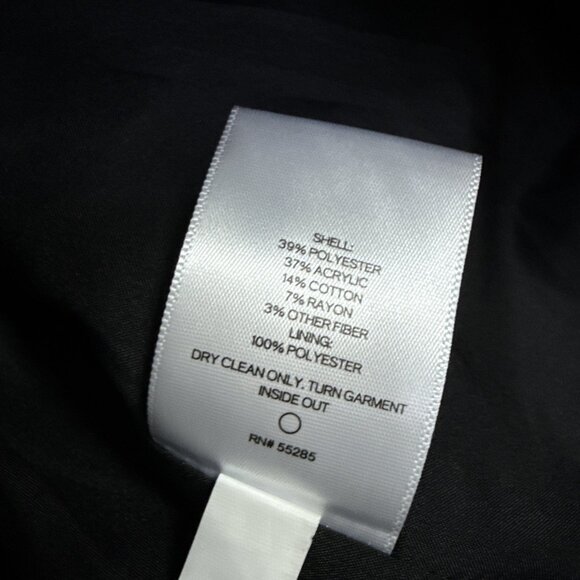 SHELL:
39% POLYESTER
37% ACRYLIC
14% COTTON
7% RAYON
3% OTHER FIBER
LINING:
100% POLYESTER
DRY CLEAN ONLY. TURN GARMENT
INSIDE OUT
RN# 55285